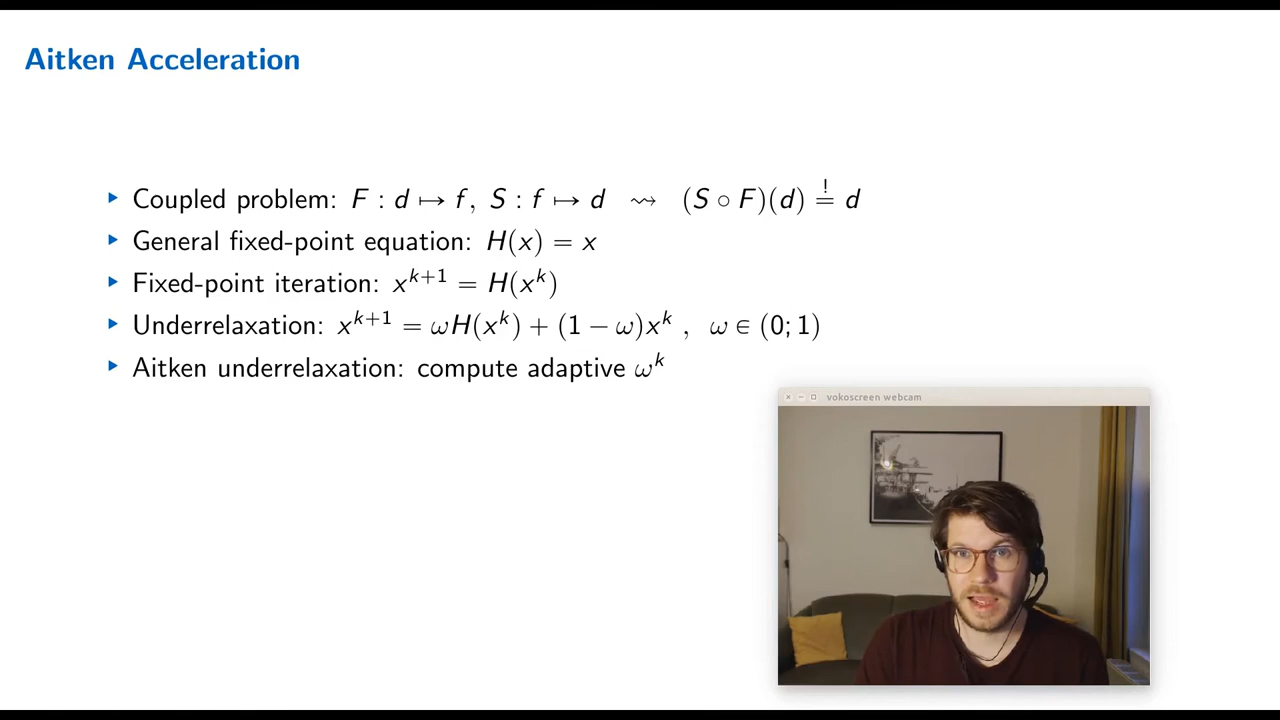 Aitken Acceleration
▸ Coupled problem: F : d ↦ f, S : f ↦ d ⇝ (S ∘ F)(d) =! d
▸ General fixed-point equation: H(x) = x
▸ Fixed-point iteration: x^{k+1} = H(x^k)
▸ Underrelaxation: x^{k+1} = ωH(x^k) + (1 − ω)x^k , ω ∈ (0; 1)
▸ Aitken underrelaxation: compute adaptive ω^k
vokoscreen webcam